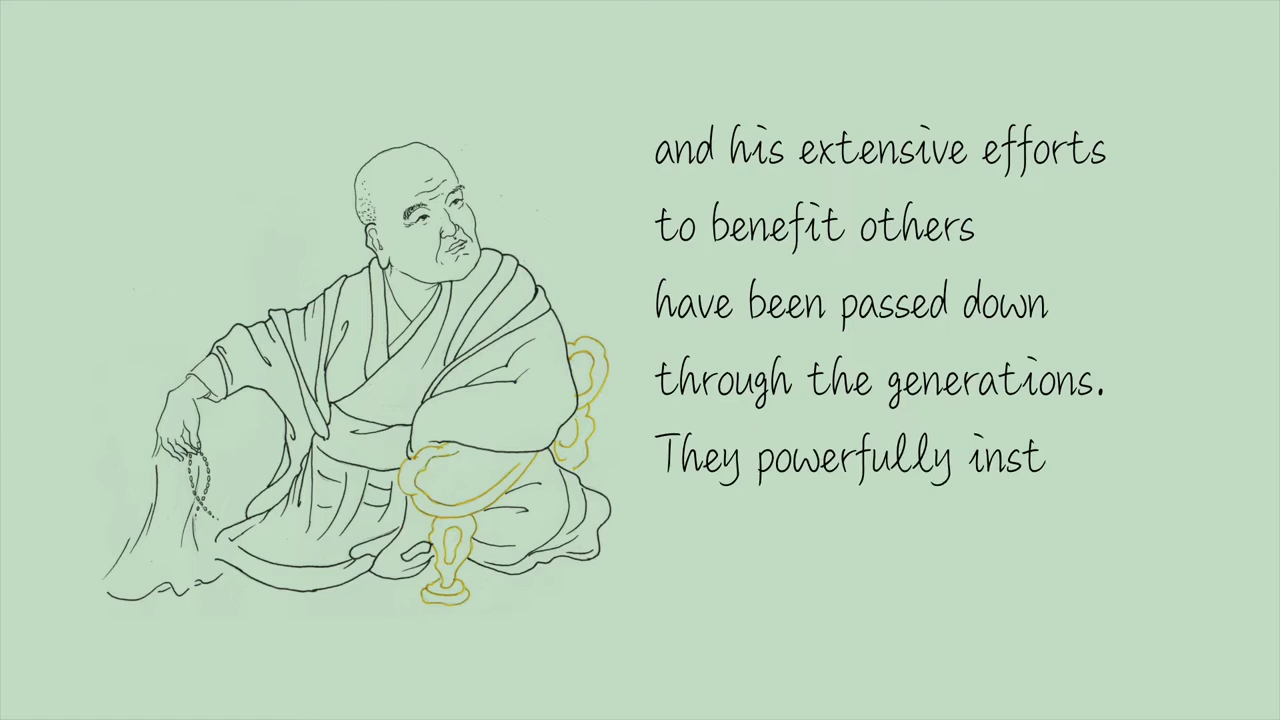 and his extensive efforts
to benefit others
have been passed down
through the generations.
They powerfully inst